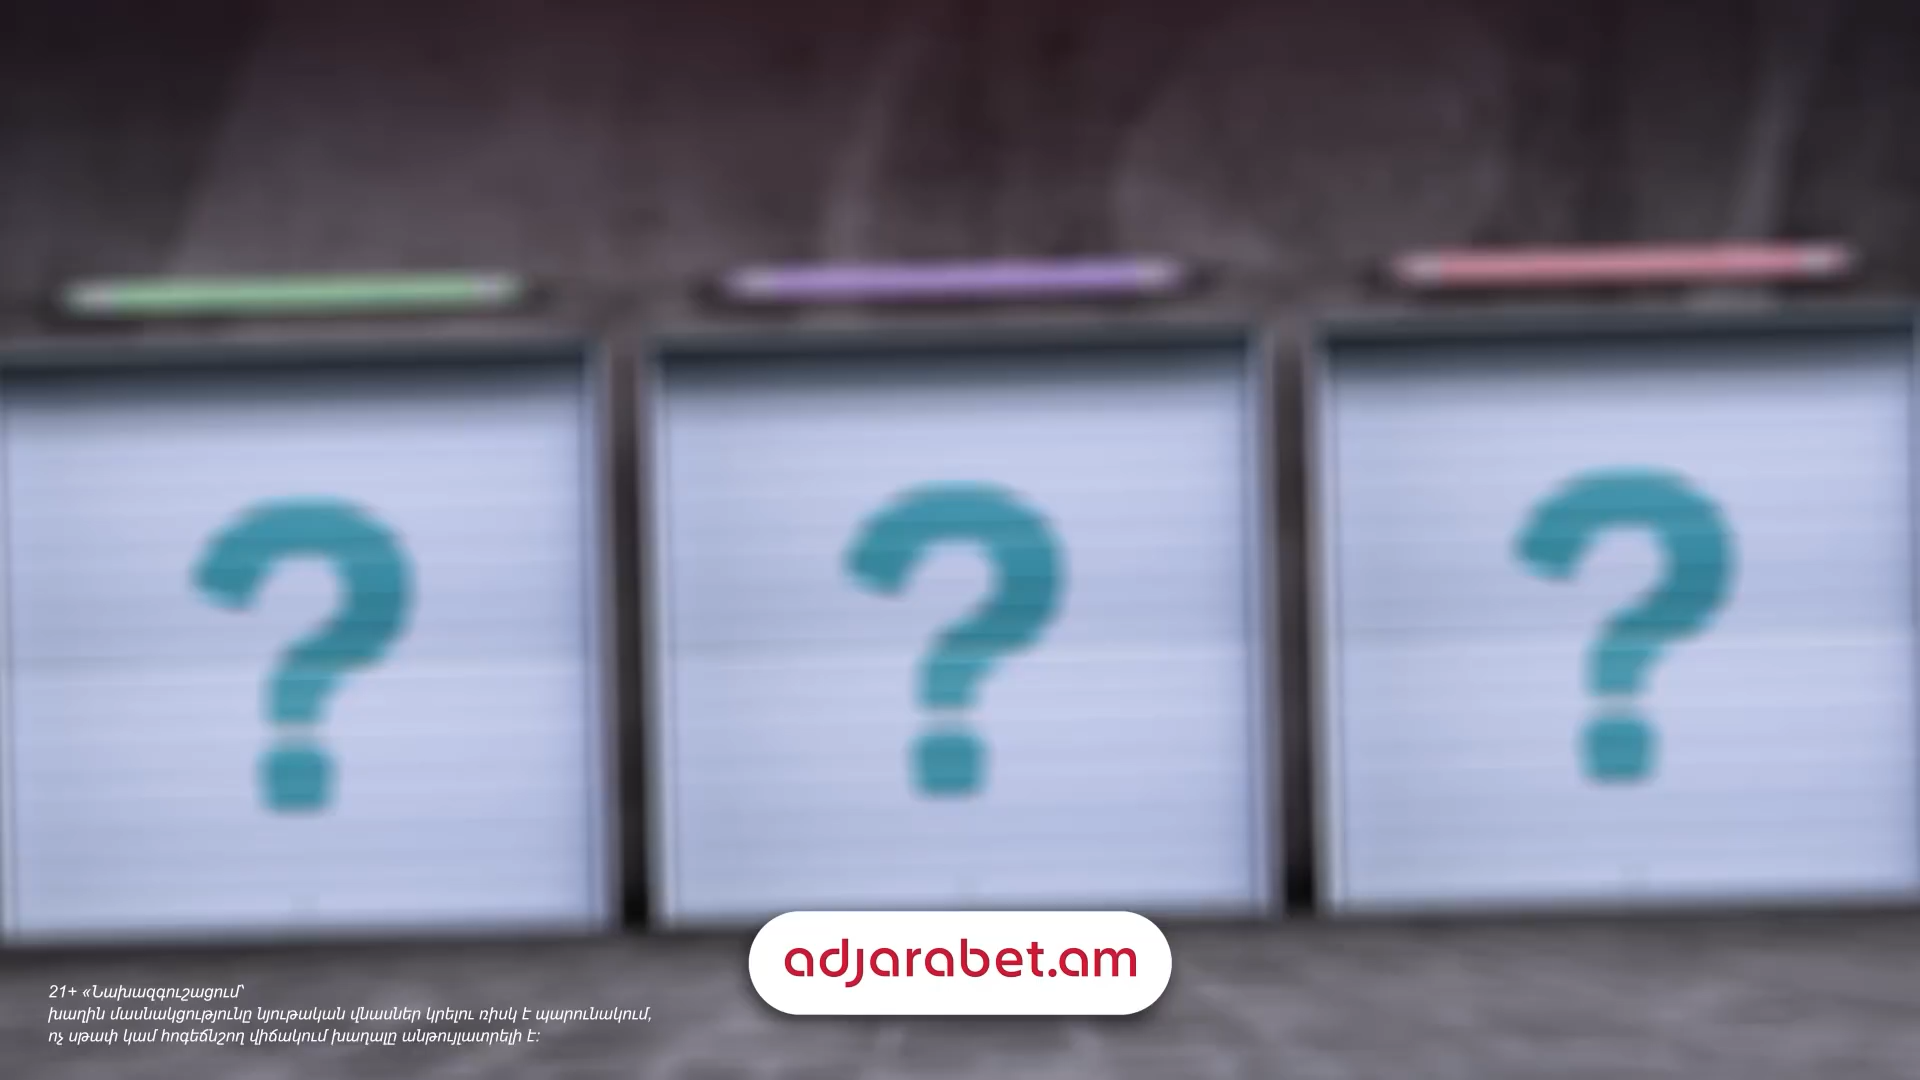 ?
?
?
adjarabet.am
21+ «Նախազգուշացում՝
խաղին մասնակցությունը նյութական վնասներ կրելու ռիսկ է պարունակում,
ոչ սթափ կամ հոգեճնշող վիճակում խաղալը անթույլատրելի է: